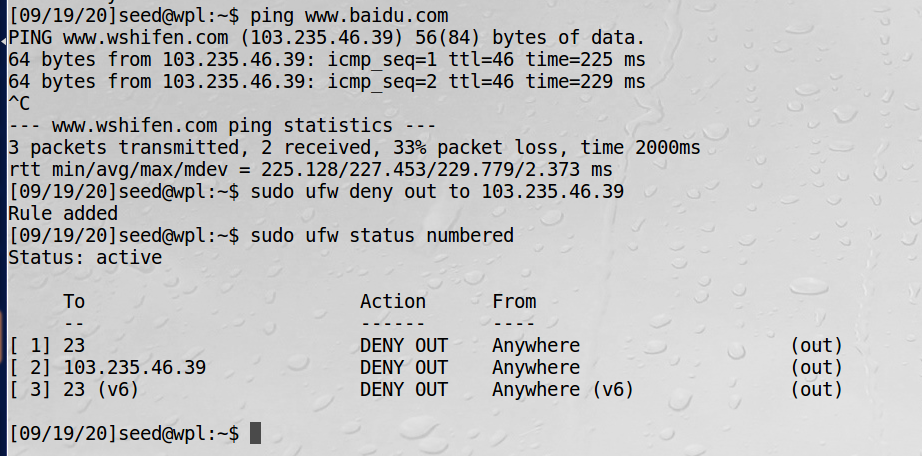 [09/19/20]seed@wpl:~$ ping www.baidu.com
PING www.wshifen.com (103.235.46.39) 56(84) bytes of data.
64 bytes from 103.235.46.39: icmp_seq=1 ttl=46 time=225 ms
64 bytes from 103.235.46.39: icmp_seq=2 ttl=46 time=229 ms
^C
--- www.wshifen.com ping statistics ---
3 packets transmitted, 2 received, 33% packet loss, time 2000ms
rtt min/avg/max/mdev = 225.128/227.453/229.779/2.373 ms
[09/19/20]seed@wpl:~$ sudo ufw deny out to 103.235.46.39
Rule added
[09/19/20]seed@wpl:~$ sudo ufw status numbered
Status: active
     To                         Action      From
     --                         ------      ----
[ 1] 23                         DENY OUT    Anywhere                   (out)
[ 2] 103.235.46.39              DENY OUT    Anywhere                   (out)
[ 3] 23 (v6)                    DENY OUT    Anywhere (v6)              (out)
[09/19/20]seed@wpl:~$